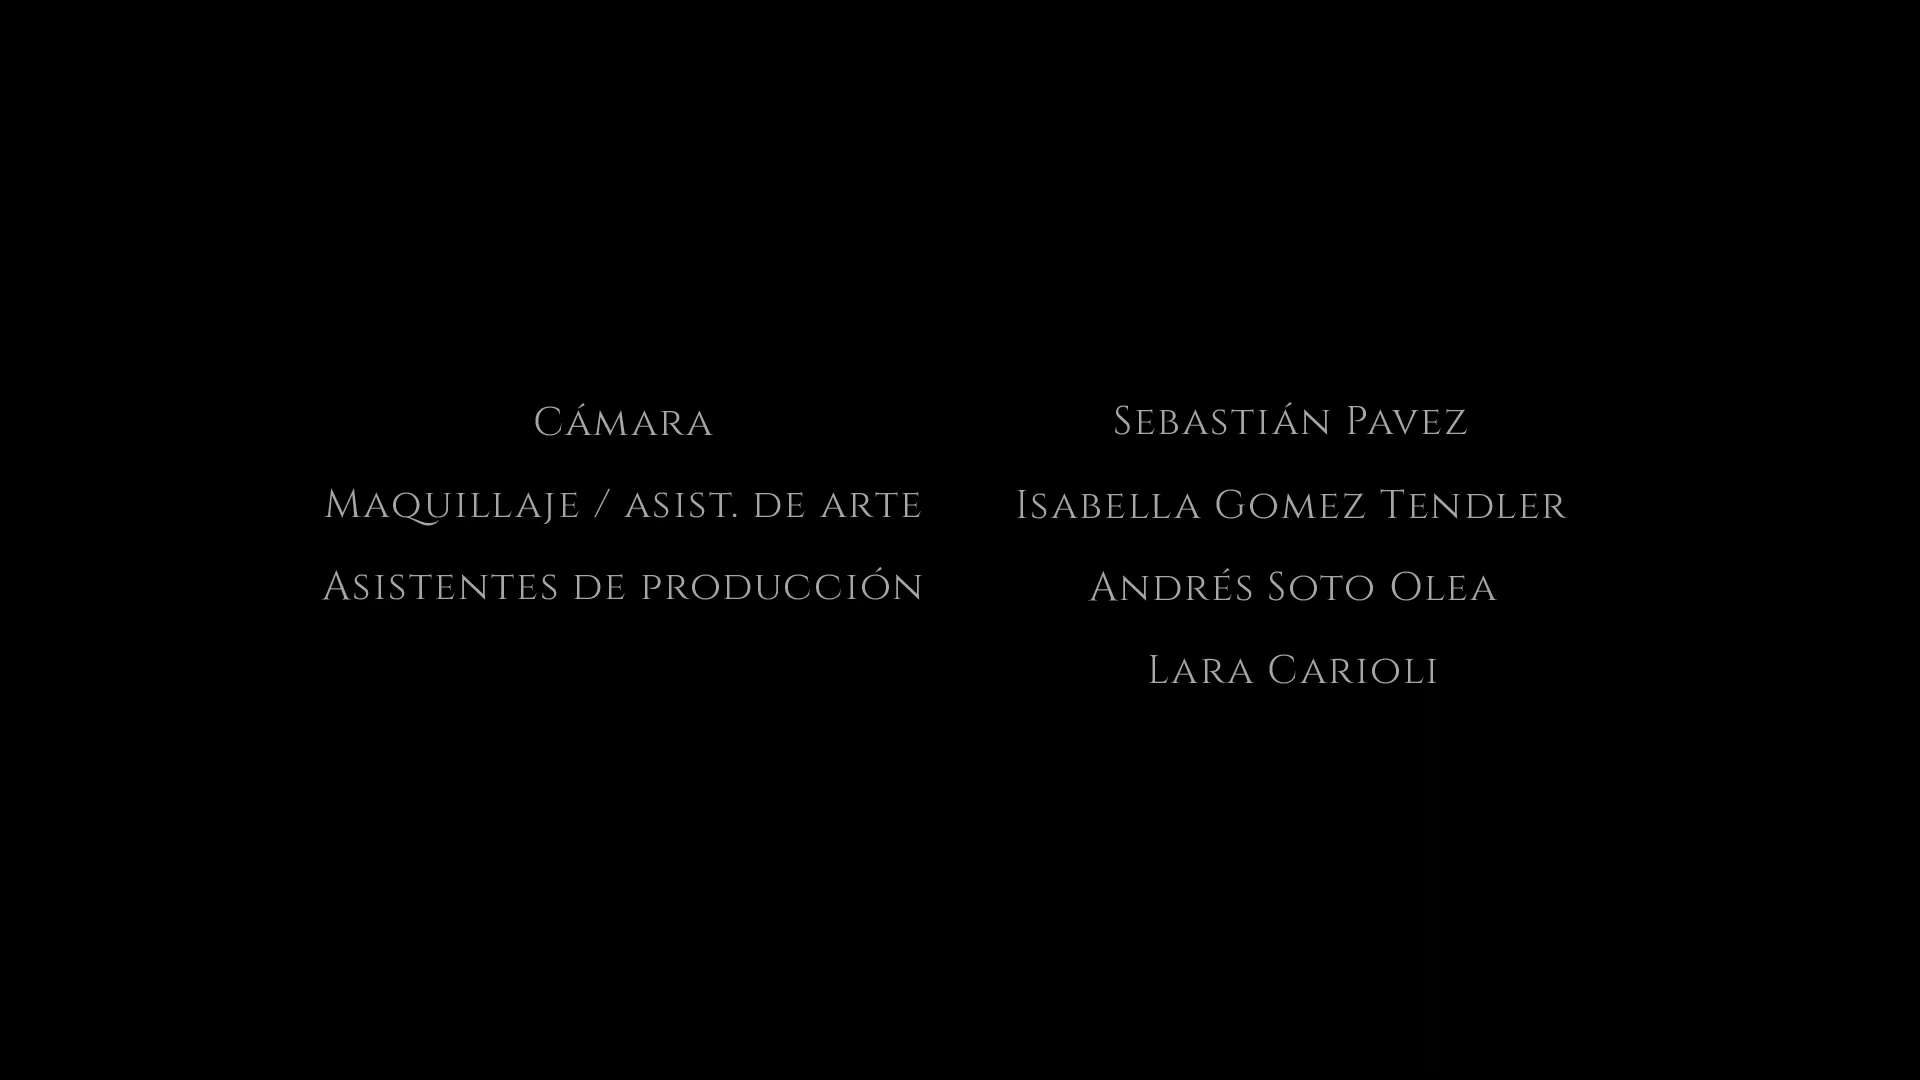 Cámara Sebastián Pavez
Maquillaje / asist. de arte Isabella Gomez Tendler
Asistentes de producción Andrés Soto Olea
Lara Carioli